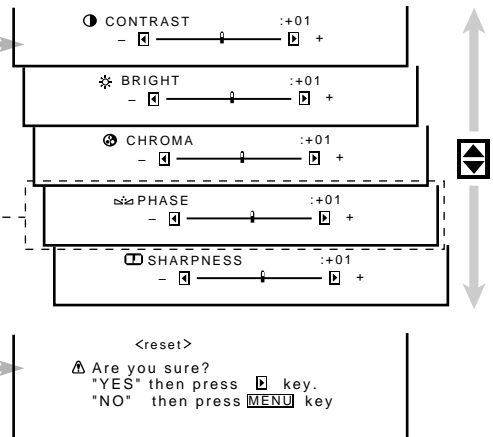 CONTRAST :+01
– +
BRIGHT :+01
– +
CHROMA :+01
– +
PHASE :+01
– +
SHARPNESS :+01
– +
<reset>
Are you sure?
"YES" then press key.
"NO" then press MENU key